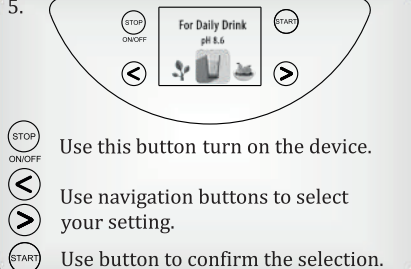 5.
STOP
ON/OFF
For Daily Drink
pH 8.6
START
<
>
STOP
ON/OFF
Use this button turn on the device.
<
>
Use navigation buttons to select
your setting.
START
Use button to confirm the selection.